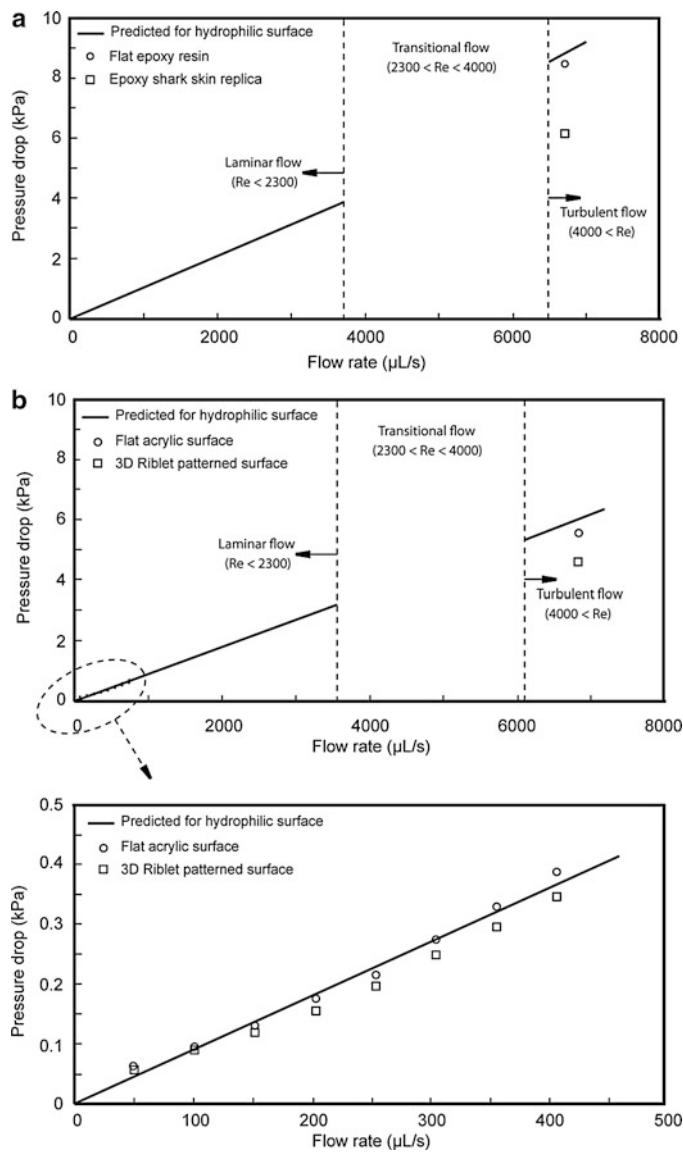 a
10
8
6
4
2
0
Pressure drop (kPa)
Predicted for hydrophilic surface
Flat epoxy resin
Epoxy shark skin replica
Transitional flow
(2300 < Re < 4000)
Laminar flow
(Re < 2300)
Turbulent flow
(4000 < Re)
0 2000 4000 6000 8000
Flow rate (µL/s)
b
10
8
6
4
2
0
Pressure drop (kPa)
Predicted for hydrophilic surface
Flat acrylic surface
3D Riblet patterned surface
Transitional flow
(2300 < Re < 4000)
Laminar flow
(Re < 2300)
Turbulent flow
(4000 < Re)
0 2000 4000 6000 8000
Flow rate (µL/s)
0.5
0.4
0.3
0.2
0.1
0
Pressure drop (kPa)
Predicted for hydrophilic surface
Flat acrylic surface
3D Riblet patterned surface
0 100 200 300 400 500
Flow rate (µL/s)